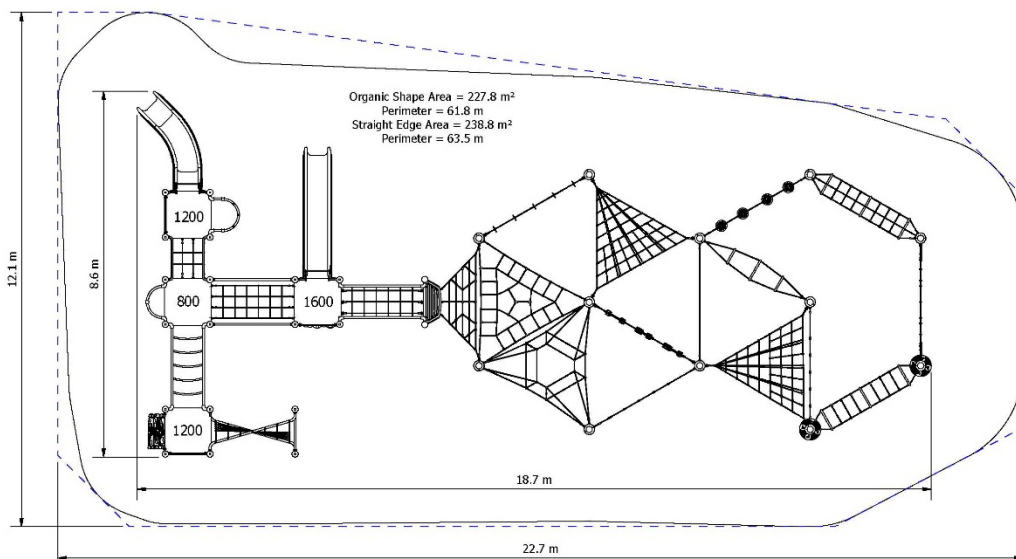 Organic Shape Area = 227.8 m²
Perimeter = 61.8 m
Straight Edge Area = 238.8 m²
Perimeter = 63.5 m
12.1 m
8.6 m
1200
800
1600
1200
18.7 m
22.7 m